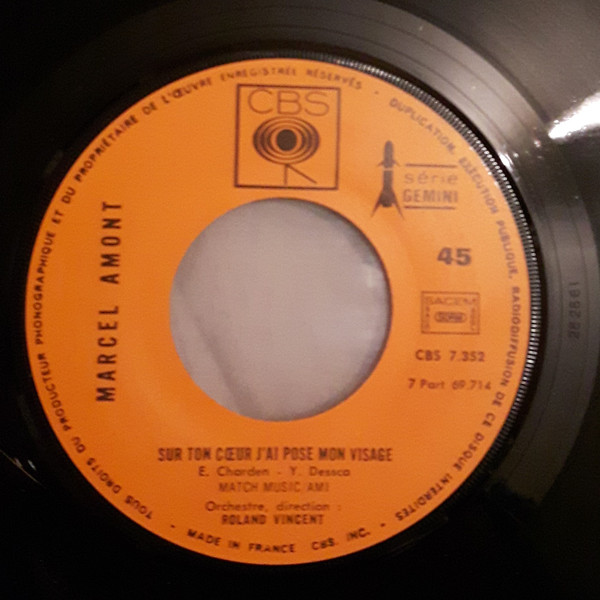 TOUS DROITS DU PRODUCTEUR PHONOGRAPHIQUE ET DU PROPRIÉTAIRE DE L'ŒUVRE ENREGISTRÉE RÉSERVÉS - DUPLICATION, EXÉCUTION PUBLIQUE, RADIODIFUSION DE CE DISQUE INTERDITES -
CBS
série
GEMINI
MARCEL AMONT
45
SACEM
CBS 7.352
7 Part 69.714
SUR TON CŒUR J'AI POSE MON VISAGE
E. Charden - Y. Dessca
MATCH MUSIC/AMI
Orchestre, direction :
ROLAND VINCENT
- MADE IN FRANCE CBS. INC. -